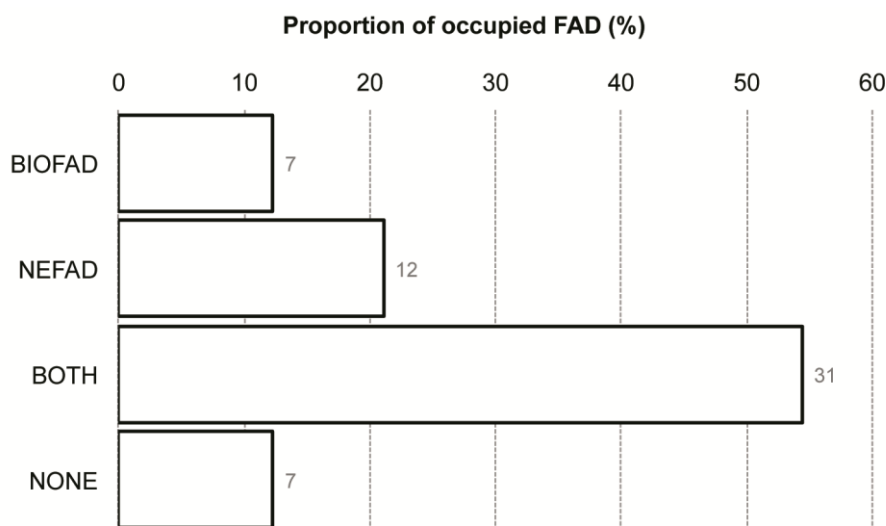 Proportion of occupied FAD (%)
0 10 20 30 40 50 60
BIOFAD 7
NEFAD 12
BOTH 31
NONE 7